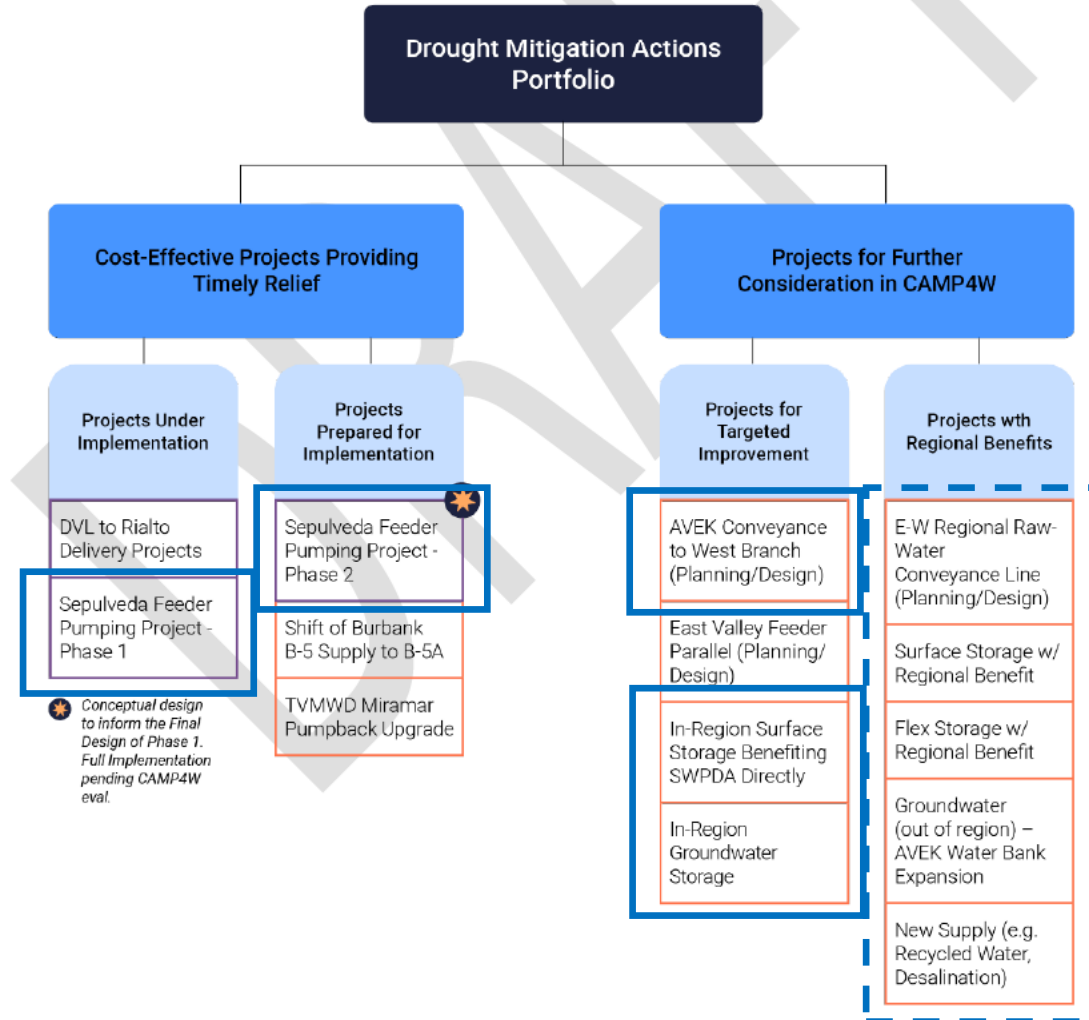 Drought Mitigation Actions
Portfolio
Cost-Effective Projects Providing
Timely Relief
Projects for Further
Consideration in CAMP4W
Projects Under
Implementation
DVL to Rialto
Delivery Projects
Sepulveda Feeder
Pumping Project -
Phase 1
Conceptual design
to inform the Final
Design of Phase 1.
Full Implementation
pending CAMP4W
eval.
Projects
Prepared for
Implementation
Sepulveda Feeder
Pumping Project -
Phase 2
Shift of Burbank
B-5 Supply to B-5A
TVMWD Miramar
Pumpback Upgrade
Projects for
Targeted
Improvement
AVEK Conveyance
to West Branch
(Planning/Design)
East Valley Feeder
Parallel (Planning/
Design)
In-Region Surface
Storage Benefiting
SWPDA Directly
In-Region
Groundwater
Storage
Projects wth
Regional Benefits
E-W Regional Raw-
Water
Conveyance Line
(Planning/Design)
Surface Storage w/
Regional Benefit
Flex Storage w/
Regional Benefit
Groundwater
(out of region) –
AVEK Water Bank
Expansion
New Supply (e.g.
Recycled Water,
Desalination)
DRAFT